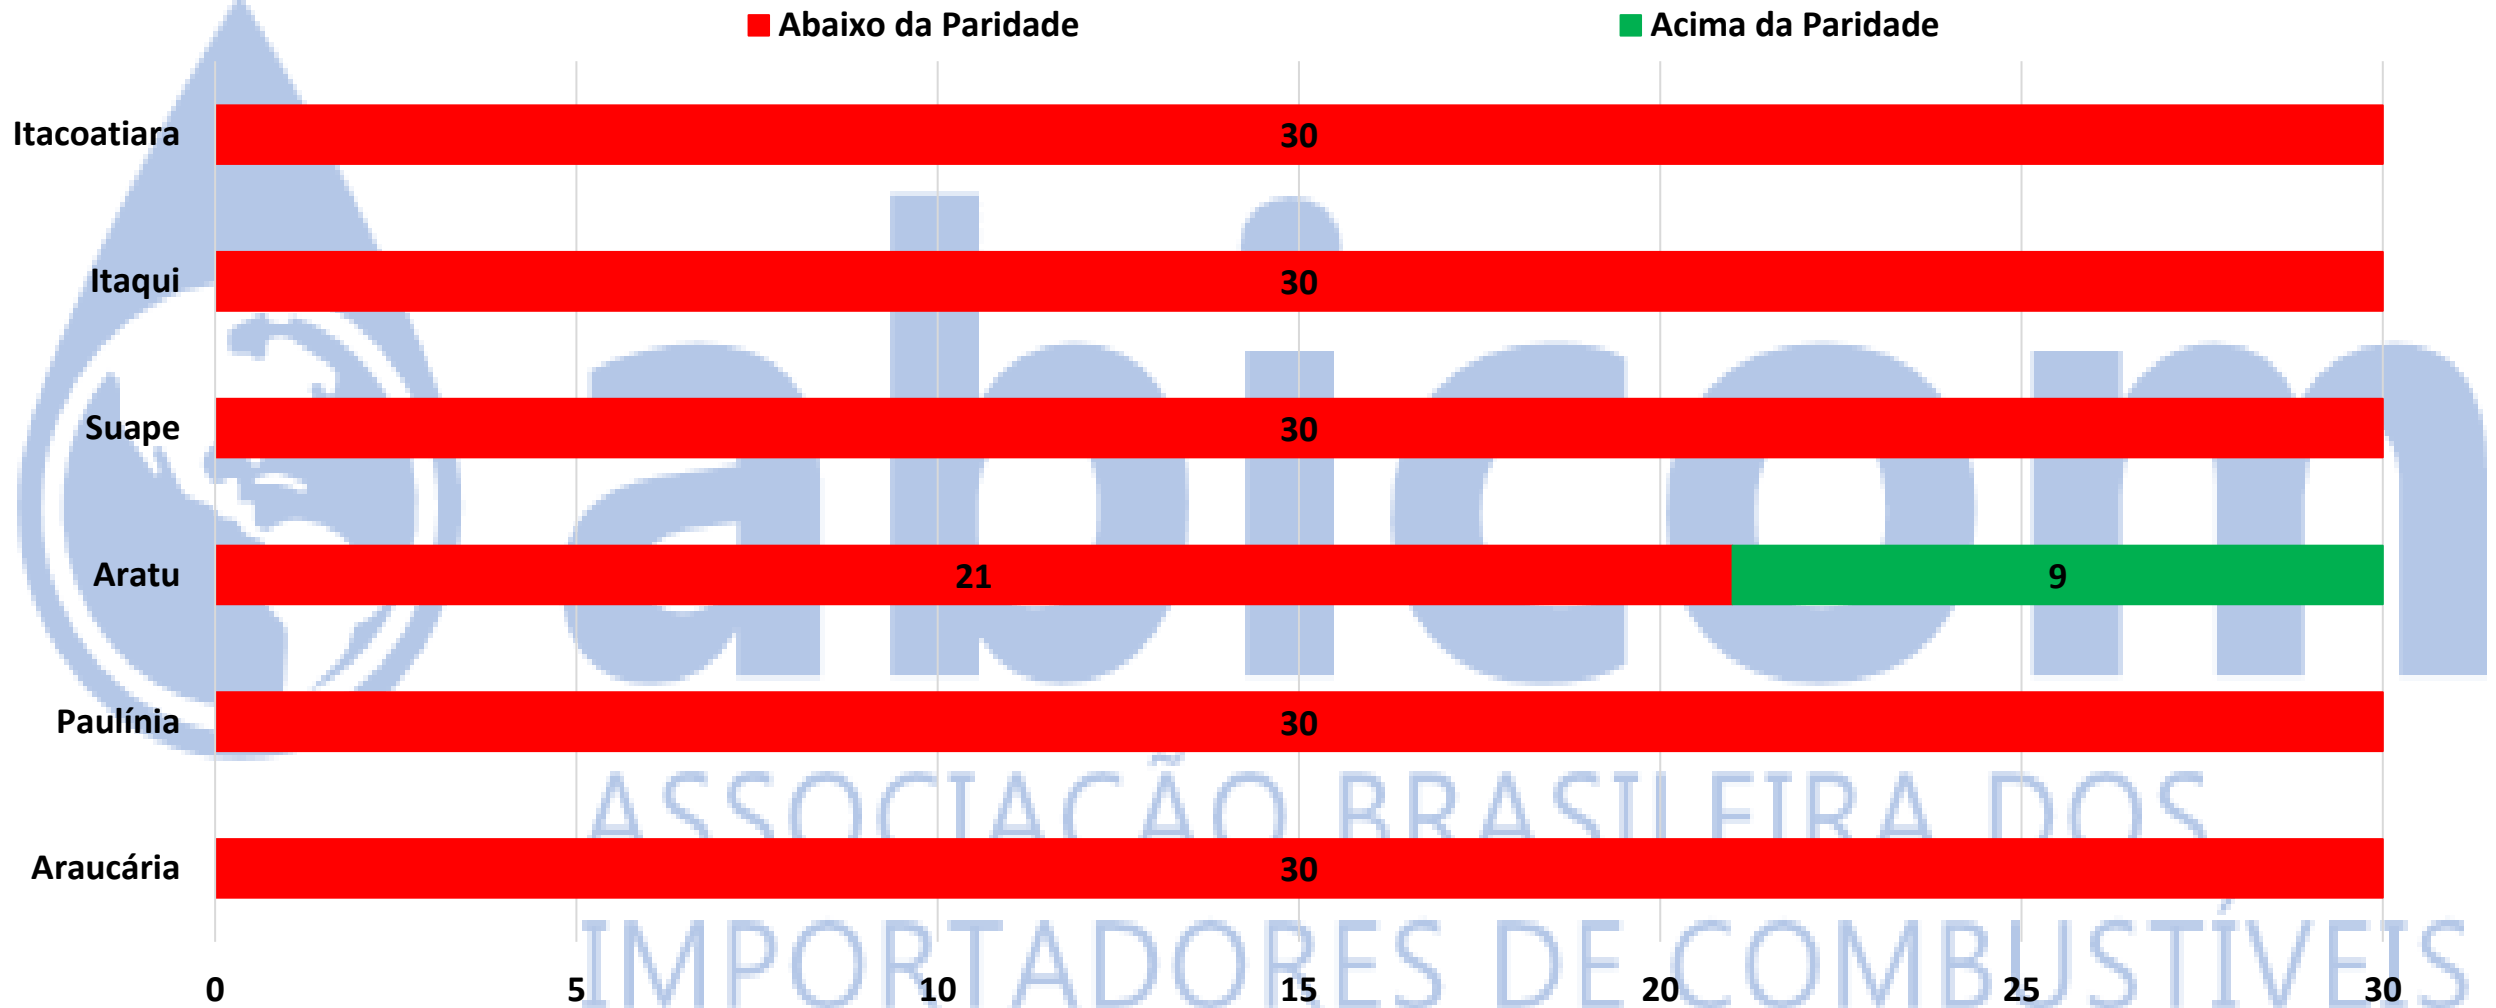 Abaixo da Paridade Acima da Paridade
Itacoatiara 30
Itaqui 30
Suape 30
Aratu 21 9
Paulínia 30
Araucária 30
0 5 10 15 20 25 30
abicom
ASSOCIAÇÃO BRASILEIRA DOS
IMPORTADORES DE COMBUSTÍVEIS